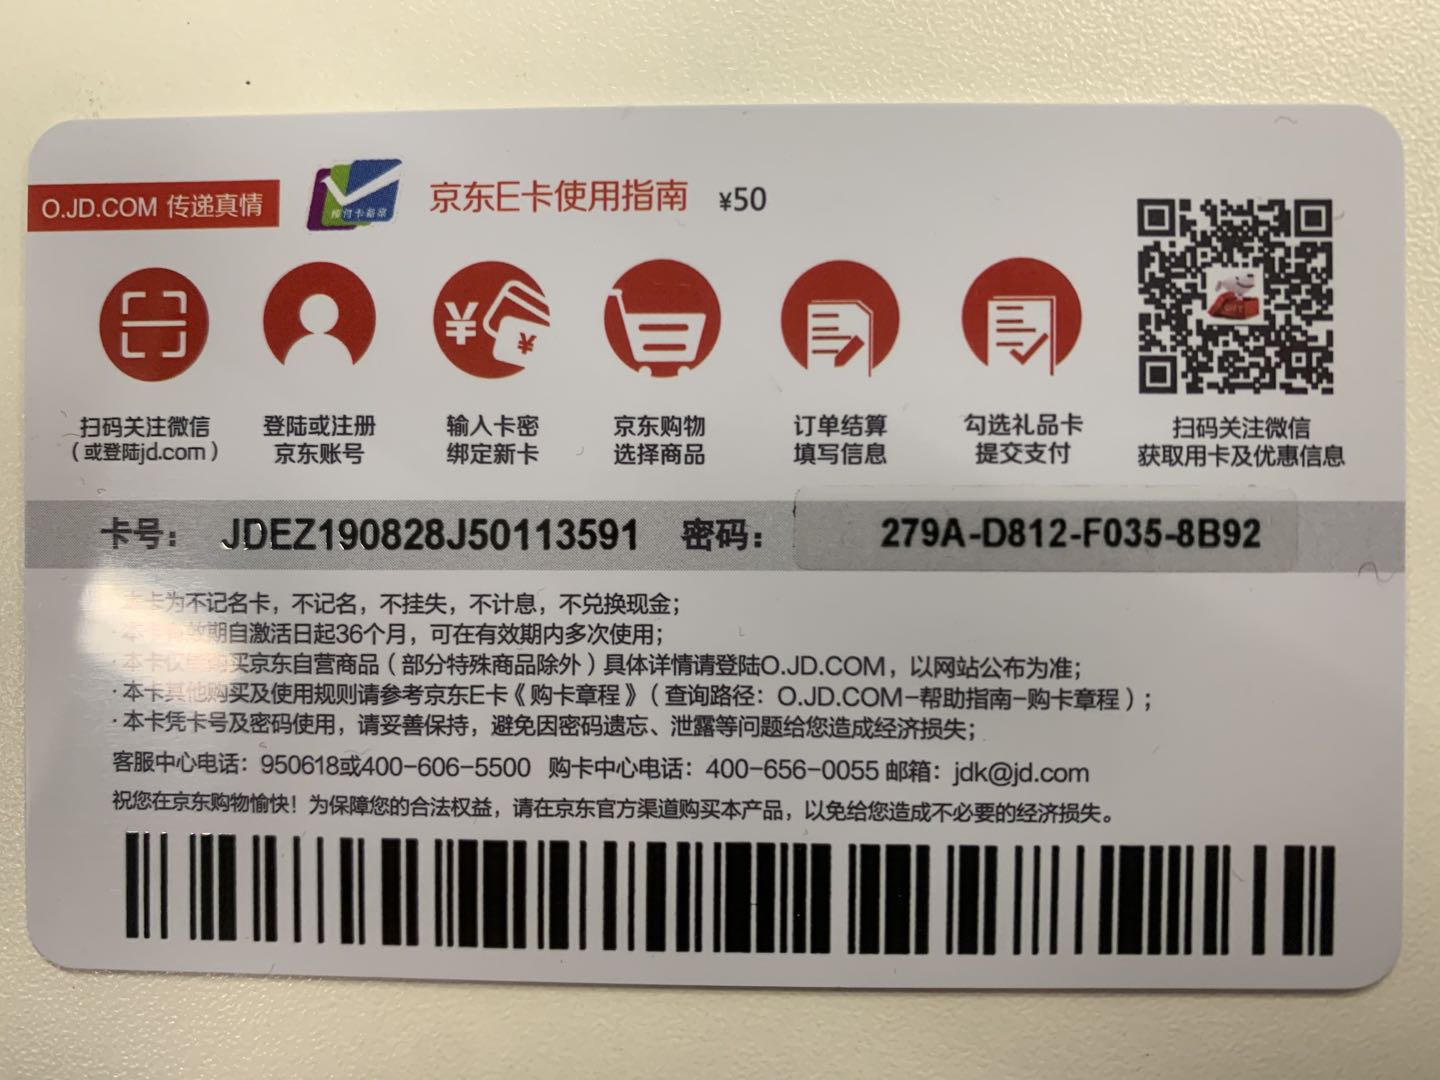 O.JD.COM 传递真情
京东E卡使用指南 ¥50
扫码关注微信
（或登陆jd.com）
登陆或注册
京东账号
输入卡密
绑定新卡
京东购物
选择商品
订单结算
填写信息
勾选礼品卡
提交支付
扫码关注微信
获取用卡及优惠信息
卡号： JDEZ190828J50113591 密码： 279A-D812-F035-8B92
本卡为不记名卡，不记名，不挂失，不计息，不兑换现金；
·本卡有效期自激活日起36个月，可在有效期内多次使用；
·本卡仅能购买京东自营商品（部分特殊商品除外）具体详情请登陆O.JD.COM，以网站公布为准；
·本卡其他购买及使用规则请参考京东E卡《购卡章程》（查询路径：O.JD.COM-帮助指南-购卡章程）；
·本卡凭卡号及密码使用，请妥善保持，避免因密码遗忘、泄露等问题给您造成经济损失；
客服中心电话：950618或400-606-5500 购卡中心电话：400-656-0055 邮箱：jdk@jd.com
祝您在京东购物愉快！为保障您的合法权益，请在京东官方渠道购买本产品，以免给您造成不必要的经济损失。